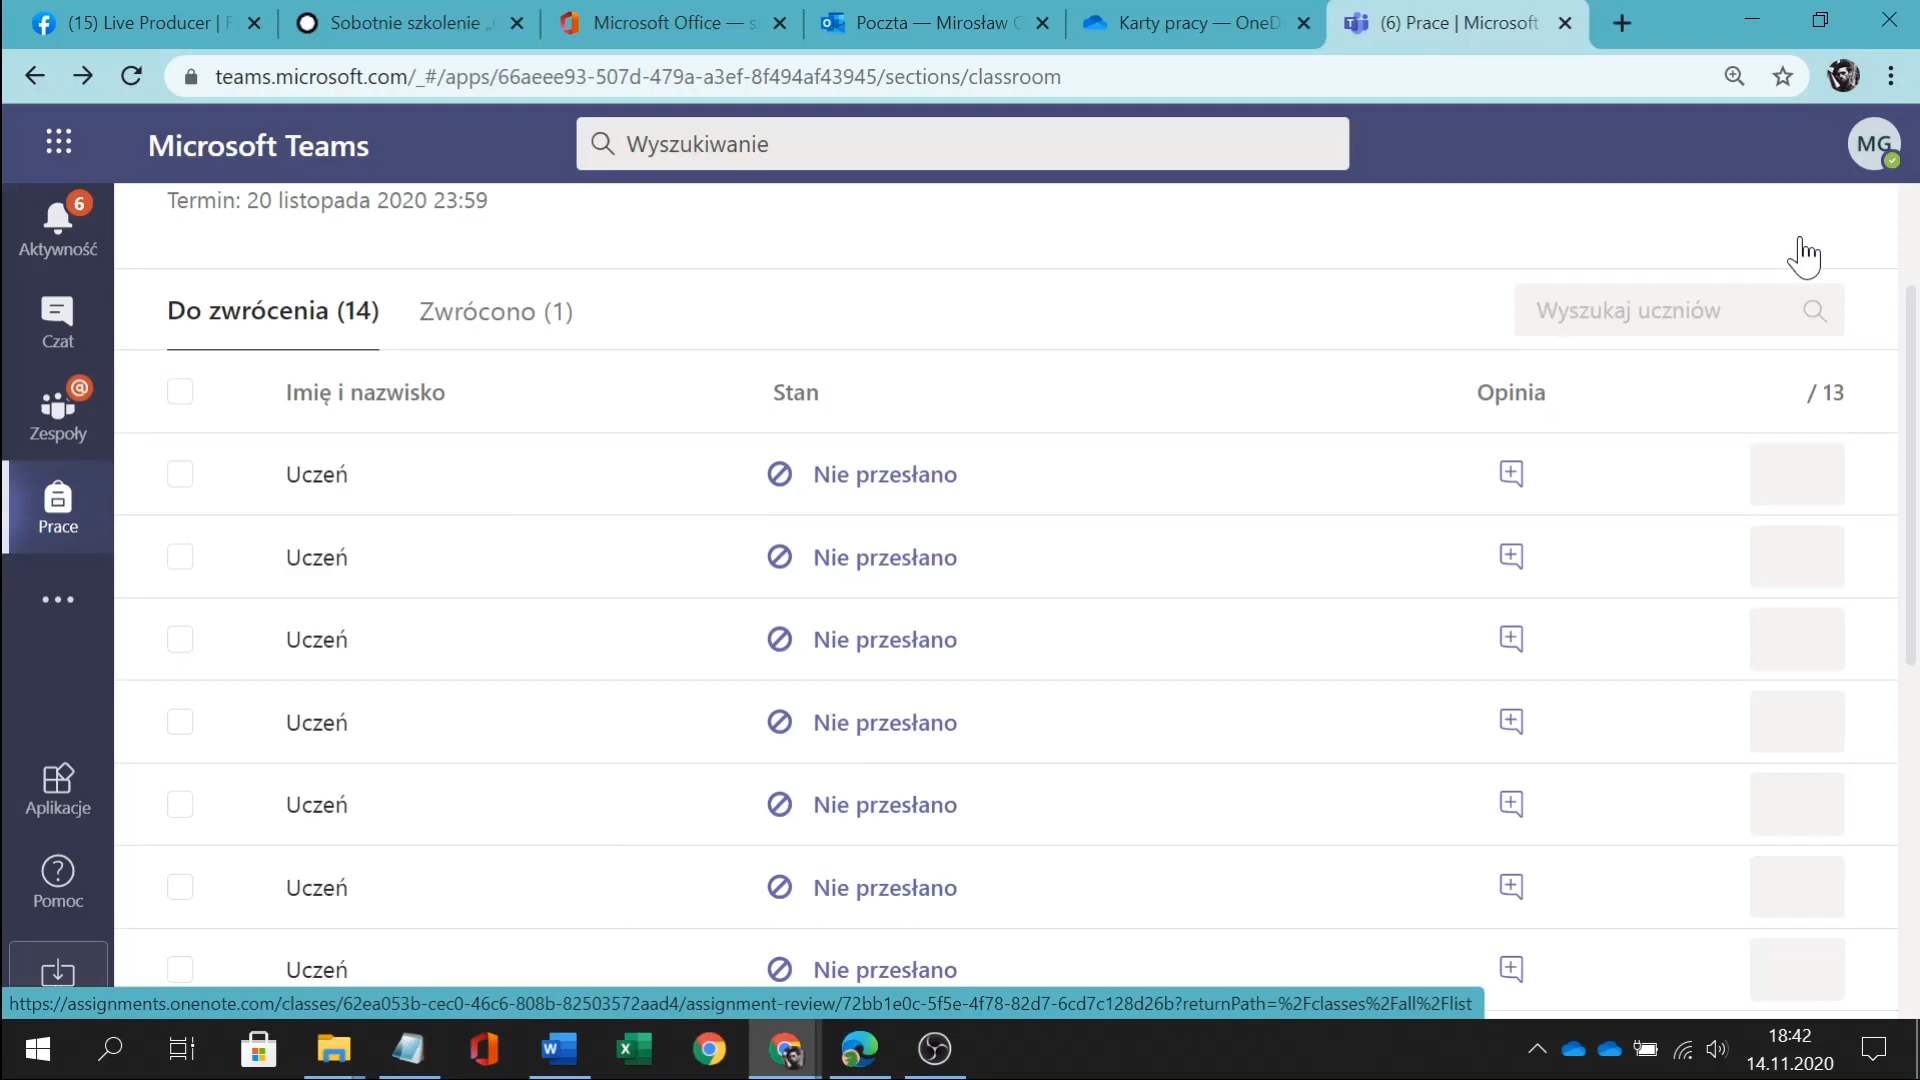 (15) Live Producer | F
Sobotnie szkolenie „
Microsoft Office — s
Poczta — Mirosław G
Karty pracy — OneD
(6) Prace | Microsoft
teams.microsoft.com/_#/apps/66aeee93-507d-479a-a3ef-8f494af43945/sections/classroom
Microsoft Teams
Wyszukiwanie
MG
6
Aktywność
Czat
@
Zespoły
Prace
Aplikacje
?
Pomoc
Termin: 20 listopada 2020 23:59
Do zwrócenia (14)
Zwrócono (1)
Wyszukaj uczniów
Imię i nazwisko Stan Opinia / 13
Uczeń Nie przesłano
Uczeń Nie przesłano
Uczeń Nie przesłano
Uczeń Nie przesłano
Uczeń Nie przesłano
Uczeń Nie przesłano
Uczeń Nie przesłano
https://assignments.onenote.com/classes/62ea053b-cec0-46c6-808b-82503572aad4/assignment-review/72bb1e0c-5f5e-4f78-82d7-6cd7c128d26b?returnPath=%2Fclasses%2Fall%2Flist
18:42
14.11.2020